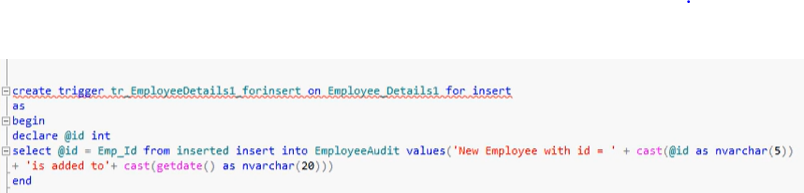 create trigger tr_EmployeeDetails1_forinsert on Employee_Details1 for insert
as
begin
declare @id int
select @id = Emp_Id from inserted insert into EmployeeAudit values('New Employee with id = ' + cast(@id as nvarchar(5))
+ 'is added to'+ cast(getdate() as nvarchar(20)))
end